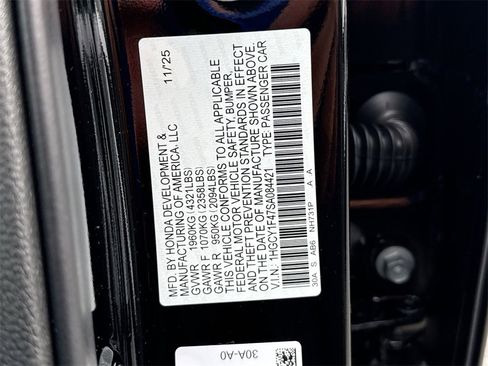 MFD. BY HONDA DEVELOPMENT & 11/25
MANUFACTURING OF AMERICA, LLC
GVWR 1960KG (4321LBS)
GAWR F 1070KG (2358LBS)
GAWR R 950KG (2094LBS)
THIS VEHICLE CONFORMS TO ALL APPLICABLE
FEDERAL MOTOR VEHICLE SAFETY, BUMPER,
AND THEFT PREVENTION STANDARDS IN EFFECT
ON THE DATE OF MANUFACTURE SHOWN ABOVE.
V.I.N. 1HGCY1F47SA084421 TYPE: PASSENGER CAR
30A S AB6 NH731P A A
30A-A0